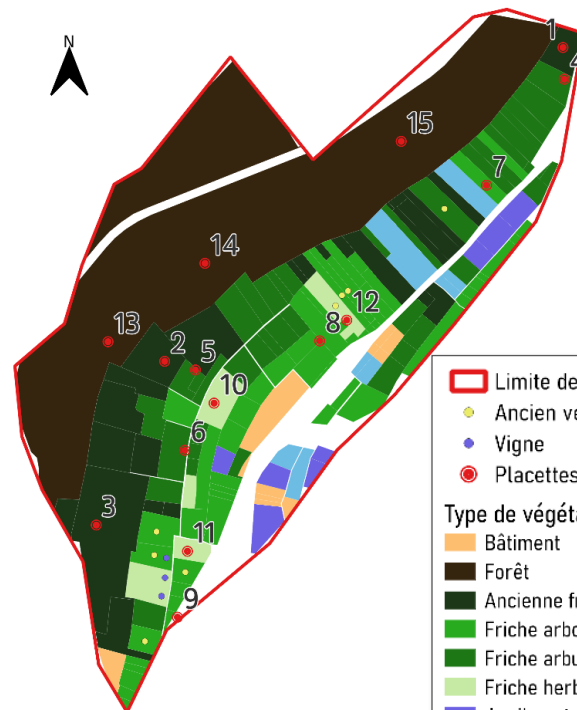 N
1
4
15
7
14
12
8
13
2
5
10
6
3
11
9
Limite de
Ancien ve
Vigne
Placettes
Type de végéta
Bâtiment
Forêt
Ancienne fr
Friche arbo
Friche arbu
Friche herb